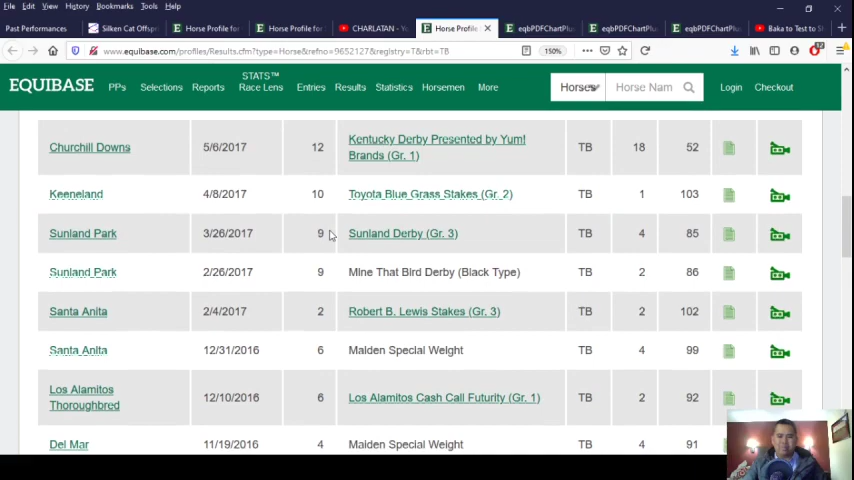 File Edit View History Bookmarks Tools Help
Past Performances
Silken Cat Offspr
Horse Profile for
Horse Profile for
CHARLATAN - Y
Horse Profile
eqbPDFChartPlu
eqbPDFChartPlu
eqbPDFChartPlu
Baka to Test to S
www.equibase.com/profiles/Results.cfm?type=Horse&refno=9652127&registry=T&rbt=TB
150%
EQUIBASE PPs Selections Reports STATS™ Race Lens Entries Results Statistics Horsemen More Horses Horse Nam Login Checkout
Churchill Downs 5/6/2017 12 Kentucky Derby Presented by Yum! Brands (Gr. 1) TB 18 52
Keeneland 4/8/2017 10 Toyota Blue Grass Stakes (Gr. 2) TB 1 103
Sunland Park 3/26/2017 9 Sunland Derby (Gr. 3) TB 4 85
Sunland Park 2/26/2017 9 Mine That Bird Derby (Black Type) TB 2 86
Santa Anita 2/4/2017 2 Robert B. Lewis Stakes (Gr. 3) TB 2 102
Santa Anita 12/31/2016 6 Maiden Special Weight TB 4 99
Los Alamitos Thoroughbred 12/10/2016 6 Los Alamitos Cash Call Futurity (Gr. 1) TB 2 92
Del Mar 11/19/2016 4 Maiden Special Weight TB 4 91